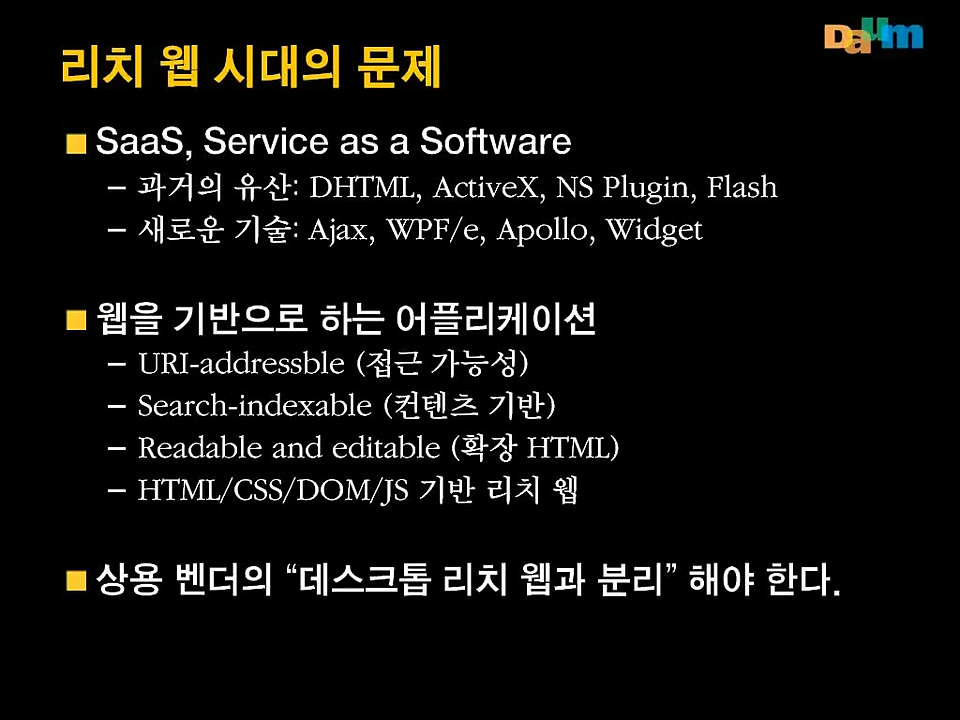 Daum
리치 웹 시대의 문제
■ SaaS, Service as a Software
– 과거의 유산: DHTML, ActiveX, NS Plugin, Flash
– 새로운 기술: Ajax, WPF/e, Apollo, Widget
■ 웹을 기반으로 하는 어플리케이션
– URI-addressble (접근 가능성)
– Search-indexable (컨텐츠 기반)
– Readable and editable (확장 HTML)
– HTML/CSS/DOM/JS 기반 리치 웹
■ 상용 벤더의 “데스크톱 리치 웹과 분리” 해야 한다.